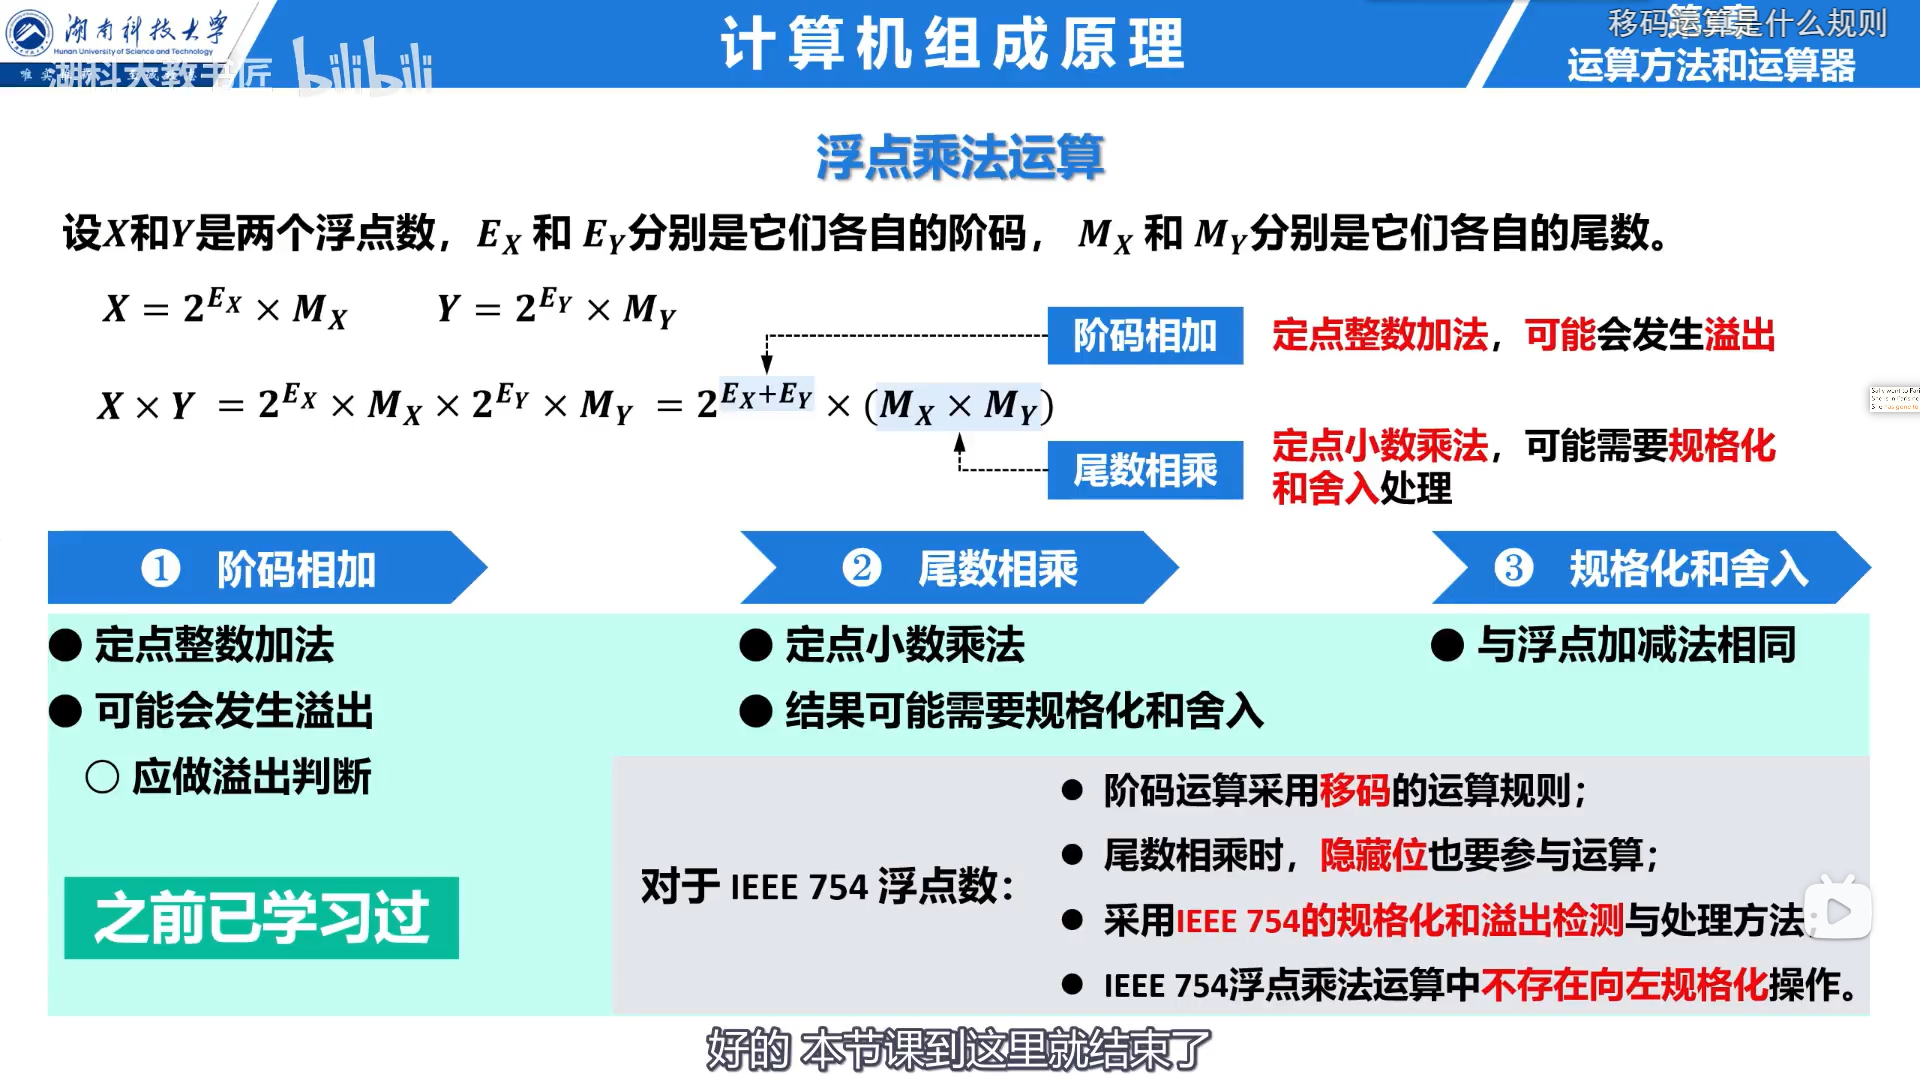 湖南科技大学
Hunan University of Science and Technology
湖科大教书匠 bilibili
计算机组成原理
移码运算是什么规则
运算方法和运算器
浮点乘法运算
设X和Y是两个浮点数，E_X 和 E_Y分别是它们各自的阶码， M_X 和 M_Y分别是它们各自的尾数。
X = 2^{E_X} × M_X Y = 2^{E_Y} × M_Y
阶码相加 定点整数加法，可能会发生溢出
X × Y = 2^{E_X} × M_X × 2^{E_Y} × M_Y = 2^{E_X+E_Y} × (M_X × M_Y)
尾数相乘 定点小数乘法，可能需要规格化
和舍入处理
❶ 阶码相加 ❷ 尾数相乘 ❸ 规格化和舍入
● 定点整数加法
● 可能会发生溢出
○ 应做溢出判断
之前已学习过
● 定点小数乘法
● 结果可能需要规格化和舍入
● 与浮点加减法相同
对于 IEEE 754 浮点数：
● 阶码运算采用移码的运算规则；
● 尾数相乘时，隐藏位也要参与运算；
● 采用IEEE 754的规格化和溢出检测与处理方法；
● IEEE 754浮点乘法运算中不存在向左规格化操作。
好的 本节课到这里就结束了